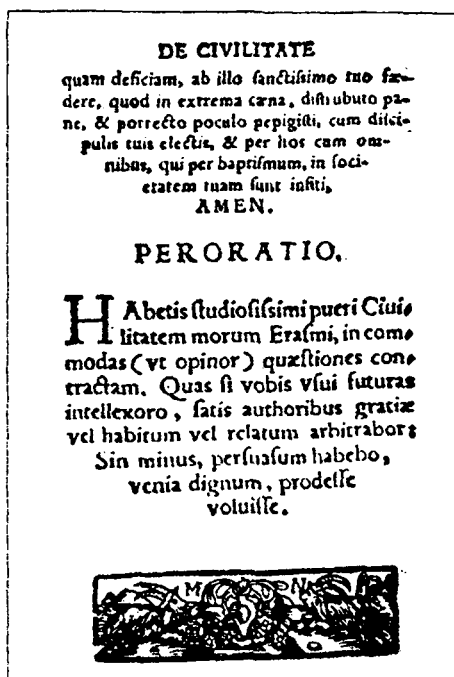 DE CIVILITATE
quam deficiam, ab illo ſanctiſsimo tuo fœ-
dere, quod in extrema cæna, diſtributo pa-
ne, & porrecto poculo pepigiſti, cum diſci-
pulis tuis electis, & per hos cum om-
nibus, qui per baptiſmum, in ſoci-
etatem tuam ſunt inſiti,
AMEN.
PERORATIO.
HAbetis ſtudioſiſsimi pueri Ciui-
litatem morum Eraſmi, in com-
modas (vt opinor) quæſtiones con-
tractam. Quas ſi vobis vſui futuras
intellexoro, ſatis authoribus gratiæ
vel habitum vel relatum arbitrabor:
Sin minus, perſuaſum habebo,
venia dignum, prodeſſe
voluiſſe.
M N